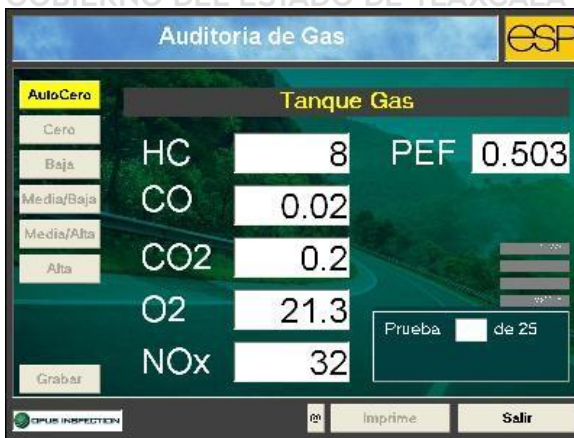 GOBIERNO DEL ESTADO DE TLAXCALA
Auditoria de Gas
esp
AutoCero
Tanque Gas
Cero
HC 8 PEF 0.503
Baja
Media/Baja
CO 0.02
Media/Alta
CO2 0.2
Alta
O2 21.3
Prueba de 25
NOx 32
Grabar
OPUS INSPECTION
@
Imprime
Salir